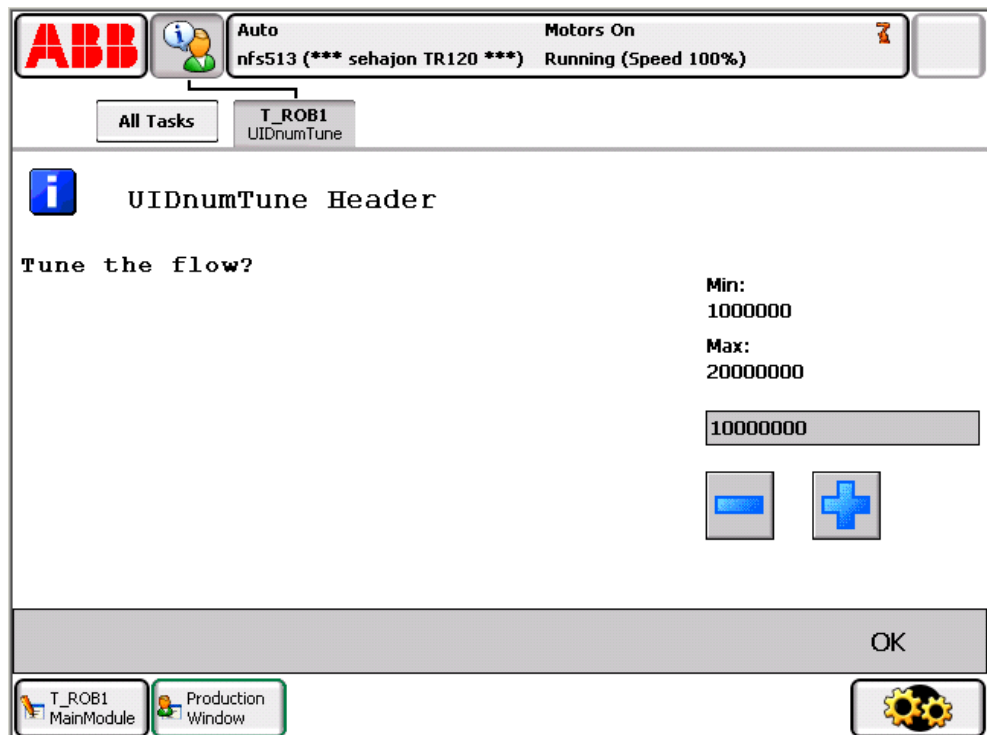 ABB
Auto
Motors On
nfs513 (*** sehajon TR120 ***)
Running (Speed 100%)
All Tasks
T_ROB1
UIDnumTune
i
UIDnumTune Header
Tune the flow?
Min:
1000000
Max:
20000000
10000000
OK
T_ROB1
MainModule
Production
Window